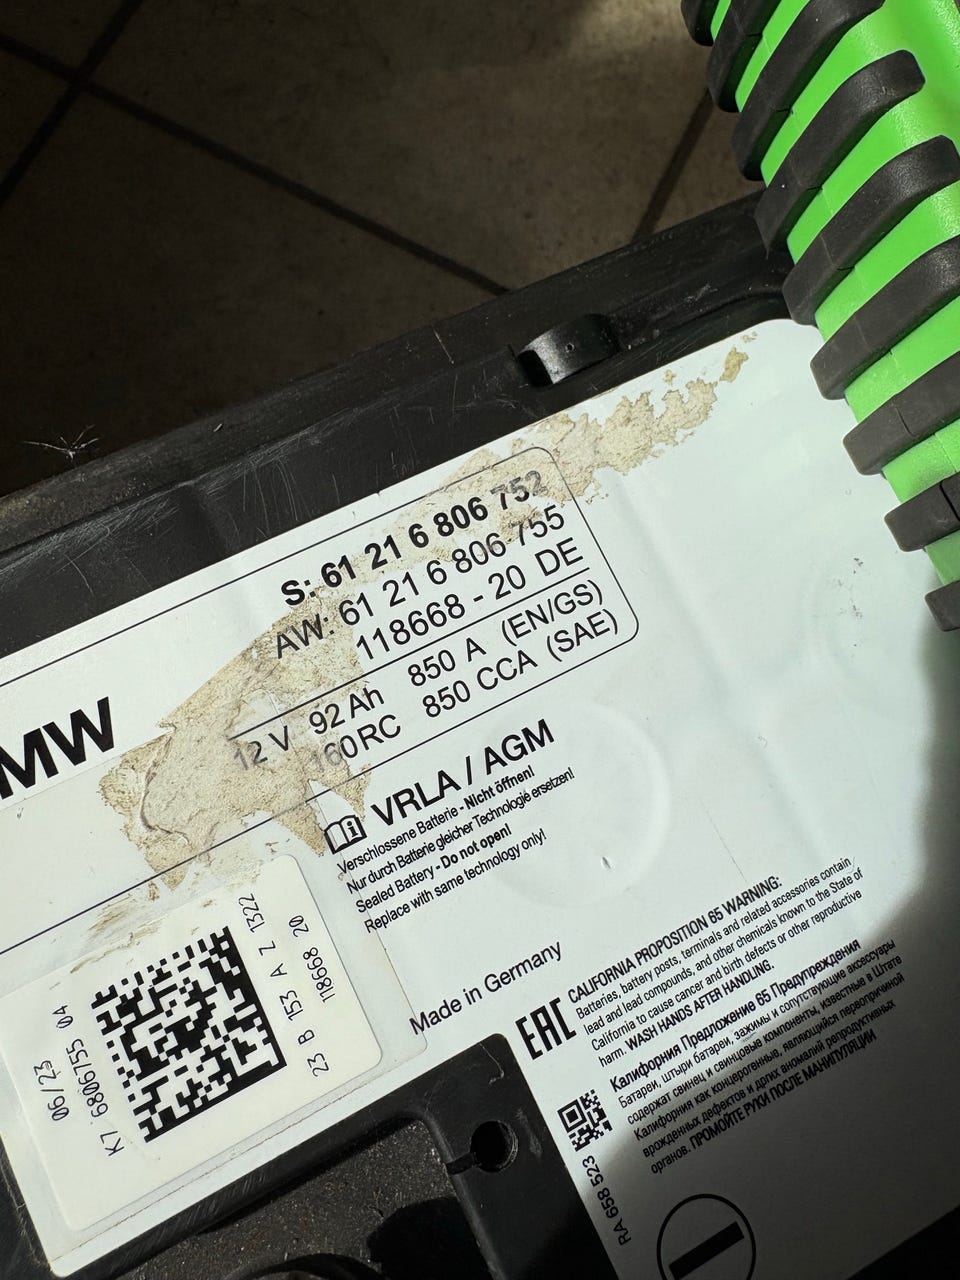 S: 61 21 6 806 752
AW: 61 21 6 806 755
118668 - 20 DE
12 V 92 Ah 850 A (EN/GS)
160RC 850 CCA (SAE)
MW
VRLA / AGM
Verschlossene Batterie - Nicht öffnen!
Nur durch Batterie gleicher Technologie ersetzen!
Sealed Battery - Do not open!
Replace with same technology only!
06/23
K7 6806755 04
23 B 153 A Z 1322
118668 20
Made in Germany
EAC
CALIFORNIA PROPOSITION 65 WARNING:
Batteries, battery posts, terminals and related accessories contain
lead and lead compounds, and other chemicals known to the State of
California to cause cancer and birth defects or other reproductive
harm. WASH HANDS AFTER HANDLING.
Калифорния Предложение 65 Предупреждения
Батареи, штыри батареи, зажимы и сопутствующие аксессуары
содержат свинец и свинцовые компоненты, известные в Штате
Калифорния как концерогенные, являющийся перевопричиной
врожденных дефектов и других аномалий репродуктивных
органов. ПРОМОЙТЕ РУКИ ПОСЛЕ МАНИПУЛЯЦИИ
RA 658 523